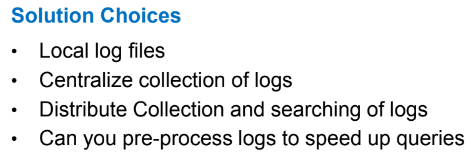 Solution Choices
• Local log files
• Centralize collection of logs
• Distribute Collection and searching of logs
• Can you pre-process logs to speed up queries